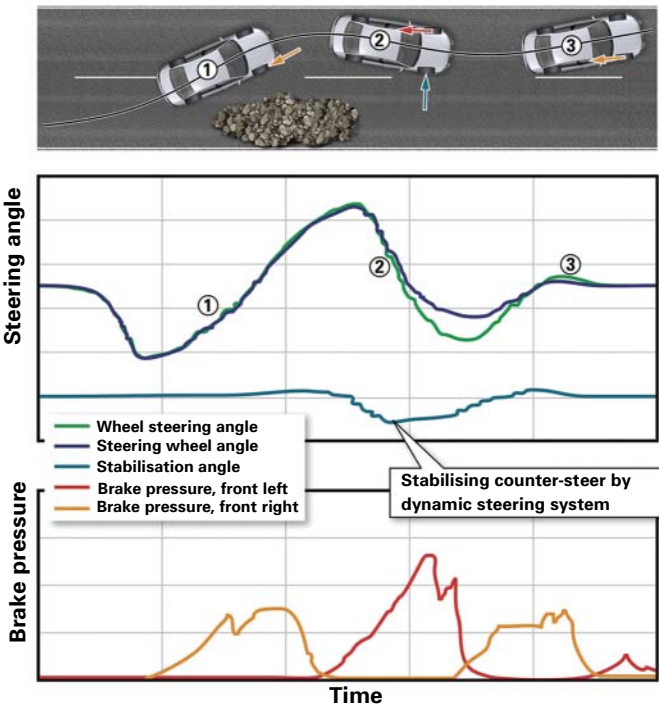 1
2
3
Steering angle
1
2
3
Wheel steering angle
Steering wheel angle
Stabilisation angle
Brake pressure, front left
Brake pressure, front right
Stabilising counter-steer by
dynamic steering system
Brake pressure
Time